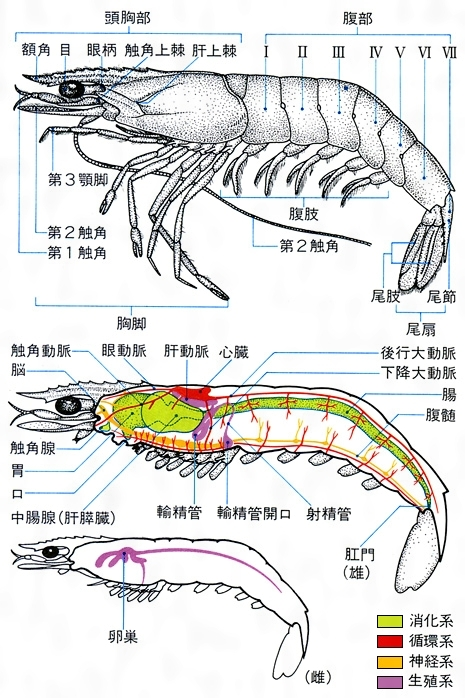 頭胸部
腹部
額角 目 眼柄 触角上棘 肝上棘
I II III IV V VI VII
第3顎脚
腹肢
第2触角
第1触角
第2触角
尾肢 尾節
胸脚
尾扇
触角動脈 眼動脈 肝動脈 心臓 後行大動脈
脳
下降大動脈
腸
腹髄
触角腺
胃
口
中腸腺(肝膵臓) 輸精管 輸精管開口 射精管
肛門
(雄)
卵巣
(雌)
消化系
循環系
神経系
生殖系